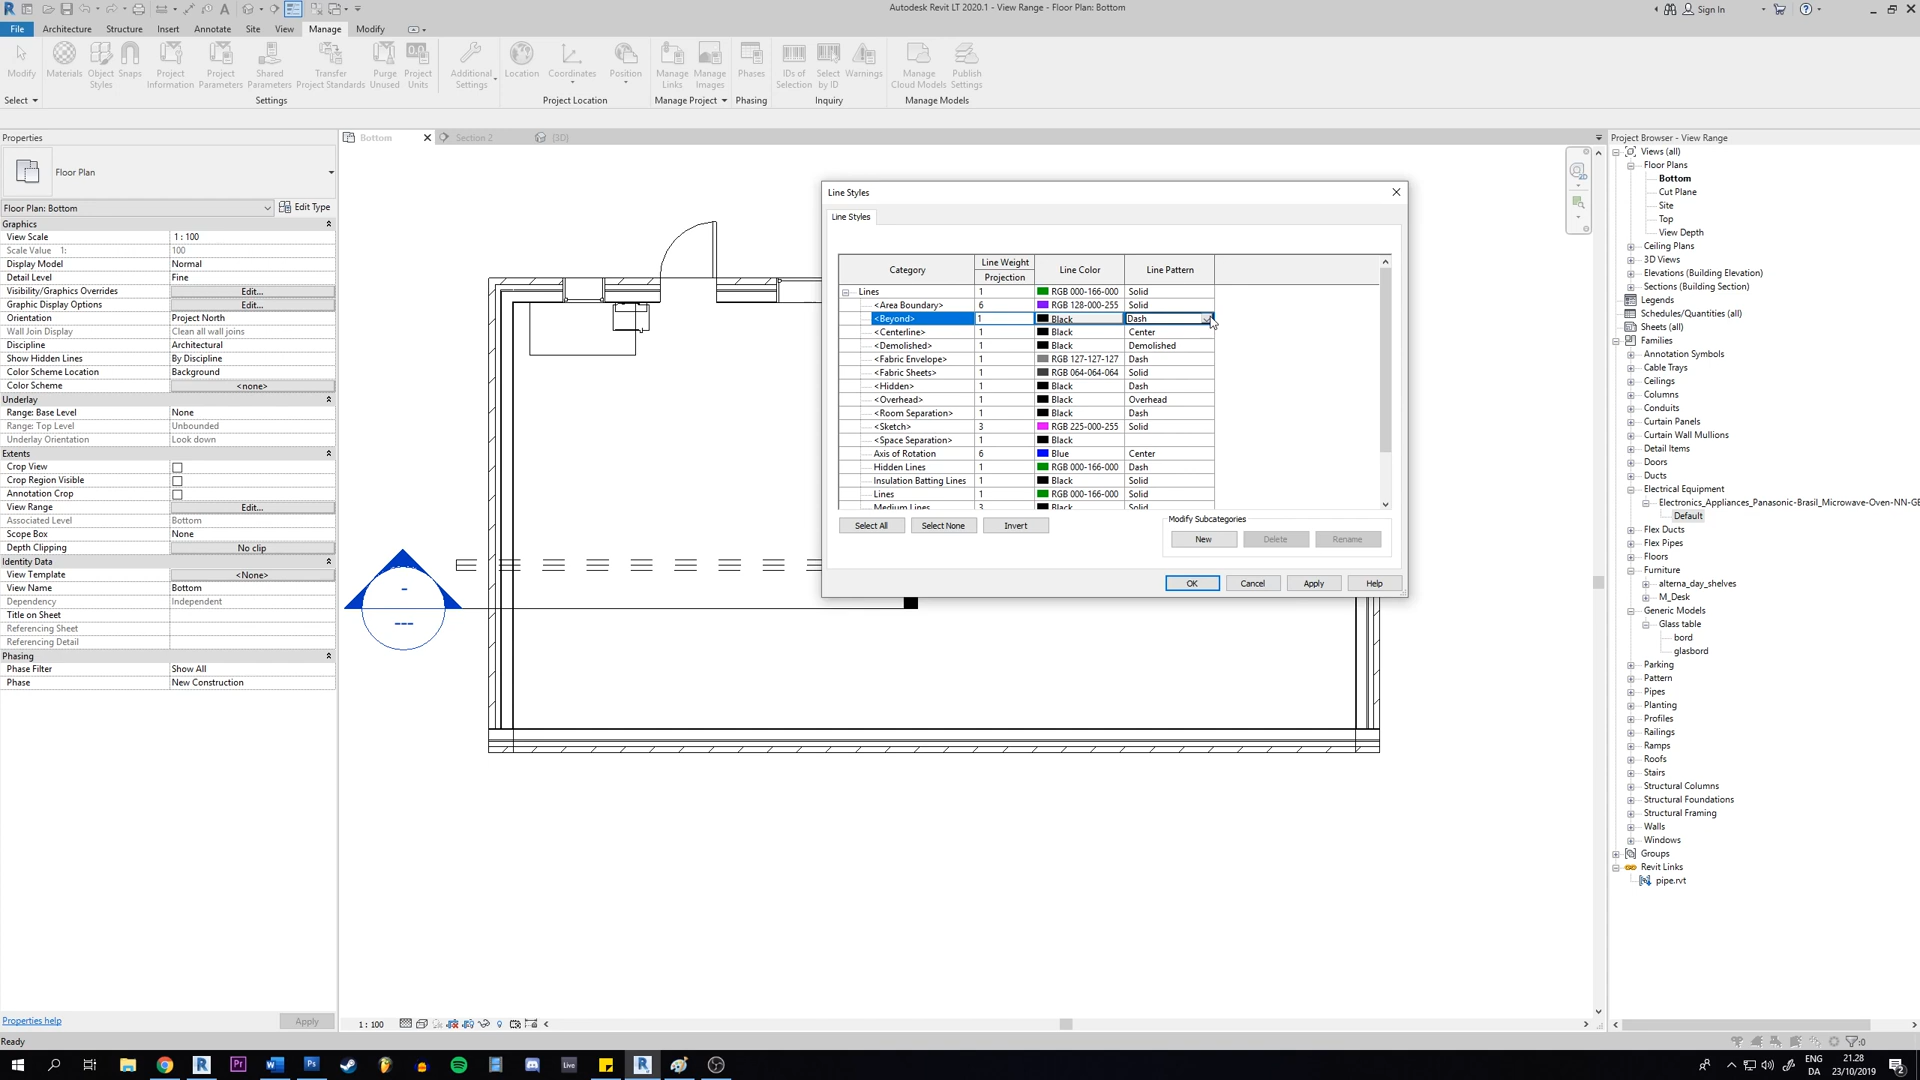 Autodesk Revit LT 2020.1 - View Range - Floor Plan: Bottom
Sign In
File Architecture Structure Insert Annotate Site View Manage Modify
Modify Materials Object Styles Snaps Project Information Project Parameters Shared Parameters Transfer Project Standards Purge Unused Project Units Additional Settings Location Coordinates Position Manage Links Manage Images Phases IDs of Selection Select by ID Warnings Manage Cloud Models Publish Settings
Select Settings Project Location Manage Project Phasing Inquiry Manage Models
Properties
Floor Plan
Floor Plan: Bottom Edit Type
Graphics
View Scale 1 : 100
Scale Value 1: 100
Display Model Normal
Detail Level Fine
Visibility/Graphics Overrides Edit...
Graphic Display Options Edit...
Orientation Project North
Wall Join Display Clean all wall joins
Discipline Architectural
Show Hidden Lines By Discipline
Color Scheme Location Background
Color Scheme <none>
Underlay
Range: Base Level None
Range: Top Level Unbounded
Underlay Orientation Look down
Extents
Crop View
Crop Region Visible
Annotation Crop
View Range Edit...
Associated Level Bottom
Scope Box None
Depth Clipping No clip
Identity Data
View Template <None>
View Name Bottom
Dependency Independent
Title on Sheet
Referencing Sheet
Referencing Detail
Phasing
Phase Filter Show All
Phase New Construction
Properties help Apply
Bottom Section 2 {3D}
Line Styles
Line Styles
Category Line Weight Projection Line Color Line Pattern
Lines 1 RGB 000-166-000 Solid
<Area Boundary> 6 RGB 128-000-255 Solid
<Beyond> 1 Black Dash
<Centerline> 1 Black Center
<Demolished> 1 Black Demolished
<Fabric Envelope> 1 RGB 127-127-127 Dash
<Fabric Sheets> 1 RGB 064-064-064 Solid
<Hidden> 1 Black Dash
<Overhead> 1 Black Overhead
<Room Separation> 1 Black Dash
<Sketch> 3 RGB 225-000-255 Solid
<Space Separation> 1 Black
Axis of Rotation 6 Blue Center
Hidden Lines 1 RGB 000-166-000 Dash
Insulation Batting Lines 1 Black Solid
Lines 1 RGB 000-166-000 Solid
Medium Lines 3 Black Solid
Select All Select None Invert
Modify Subcategories
New Delete Rename
OK Cancel Apply Help
Project Browser - View Range
Views (all)
Floor Plans
Bottom
Cut Plane
Site
Top
View Depth
Ceiling Plans
3D Views
Elevations (Building Elevation)
Sections (Building Section)
Legends
Schedules/Quantities (all)
Sheets (all)
Families
Annotation Symbols
Cable Trays
Ceilings
Columns
Conduits
Curtain Panels
Curtain Wall Mullions
Detail Items
Doors
Ducts
Electrical Equipment
Electronics_Appliances_Panasonic-Brasil_Microwave-Oven-NN-GE
Default
Flex Ducts
Flex Pipes
Floors
Furniture
alterna_day_shelves
M_Desk
Generic Models
Glass table
bord
glasbord
Parking
Pattern
Pipes
Planting
Profiles
Railings
Ramps
Roofs
Stairs
Structural Columns
Structural Foundations
Structural Framing
Walls
Windows
Groups
Revit Links
pipe.rvt
1 : 100
Ready
:0
ENG
DA
21.28
23/10/2019